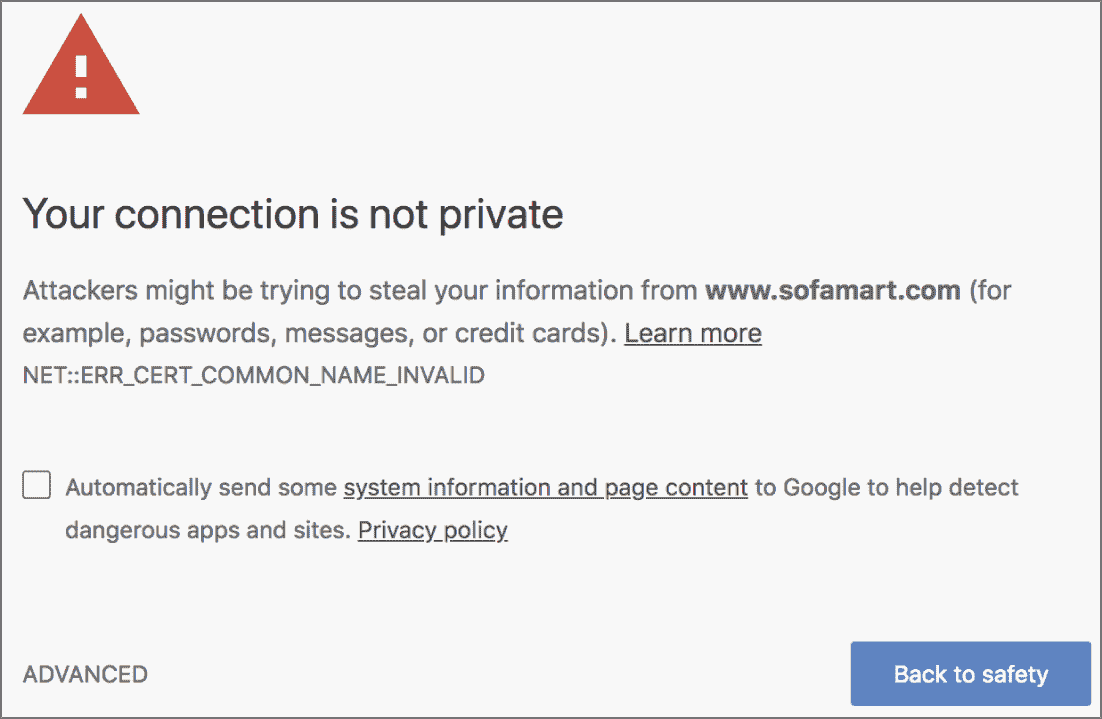 Your connection is not private
Attackers might be trying to steal your information from www.sofamart.com (for
example, passwords, messages, or credit cards). Learn more
NET::ERR_CERT_COMMON_NAME_INVALID
Automatically send some system information and page content to Google to help detect
dangerous apps and sites. Privacy policy
ADVANCED
Back to safety